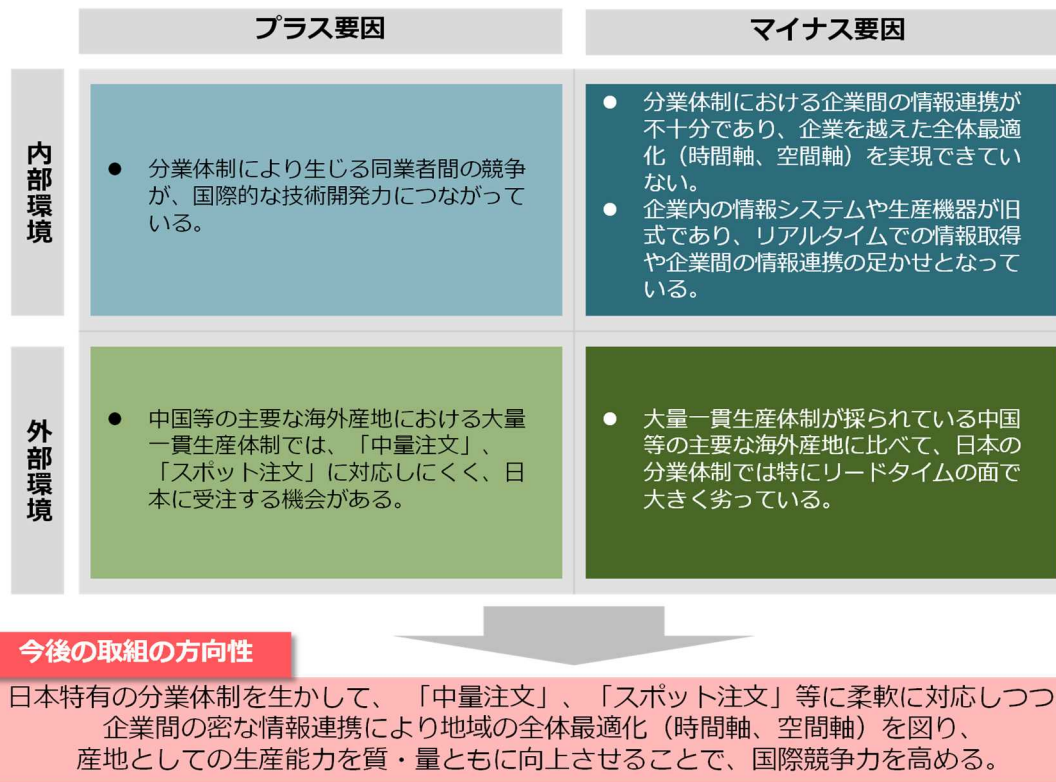 プラス要因
マイナス要因
内部環境
● 分業体制により生じる同業者間の競争
が、国際的な技術開発力につながって
いる。
● 分業体制における企業間の情報連携が
不十分であり、企業を越えた全体最適
化（時間軸、空間軸）を実現できてい
ない。
● 企業内の情報システムや生産機器が旧
式であり、リアルタイムでの情報取得
や企業間の情報連携の足かせとなって
いる。
外部環境
● 中国等の主要な海外産地における大量
一貫生産体制では、「中量注文」、
「スポット注文」に対応しにくく、日
本に受注する機会がある。
● 大量一貫生産体制が採られている中国
等の主要な海外産地に比べて、日本の
分業体制では特にリードタイムの面で
大きく劣っている。
今後の取組の方向性
日本特有の分業体制を生かして、 「中量注文」、「スポット注文」等に柔軟に対応しつつ
企業間の密な情報連携により地域の全体最適化（時間軸、空間軸）を図り、
産地としての生産能力を質・量ともに向上させることで、国際競争力を高める。